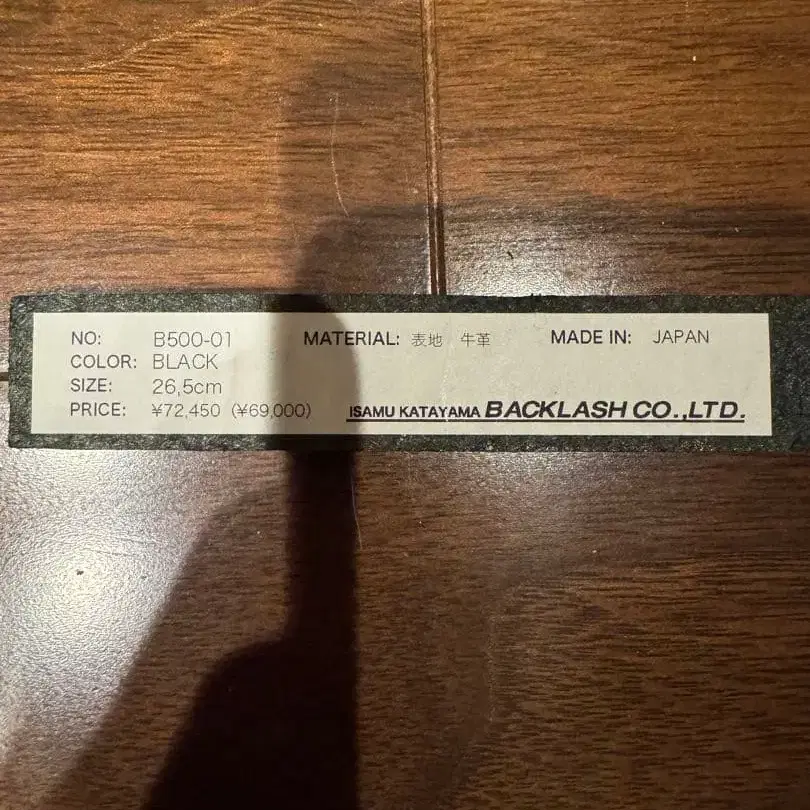 NO: B500-01 MATERIAL: 表地 牛革 MADE IN: JAPAN
COLOR: BLACK
SIZE: 26,5cm
PRICE: ¥72,450 (¥69,000) ISAMU KATAYAMA BACKLASH CO.,LTD.